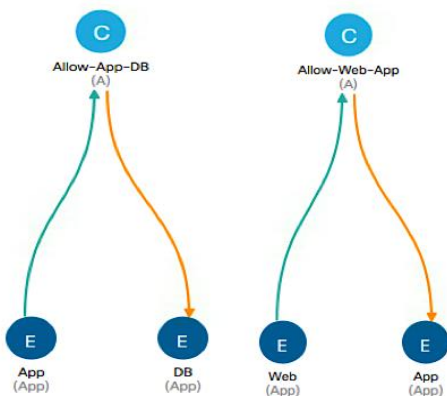 C
Allow-App-DB
(A)
E
App
(App)
E
DB
(App)
C
Allow-Web-App
(A)
E
Web
(App)
E
App
(App)